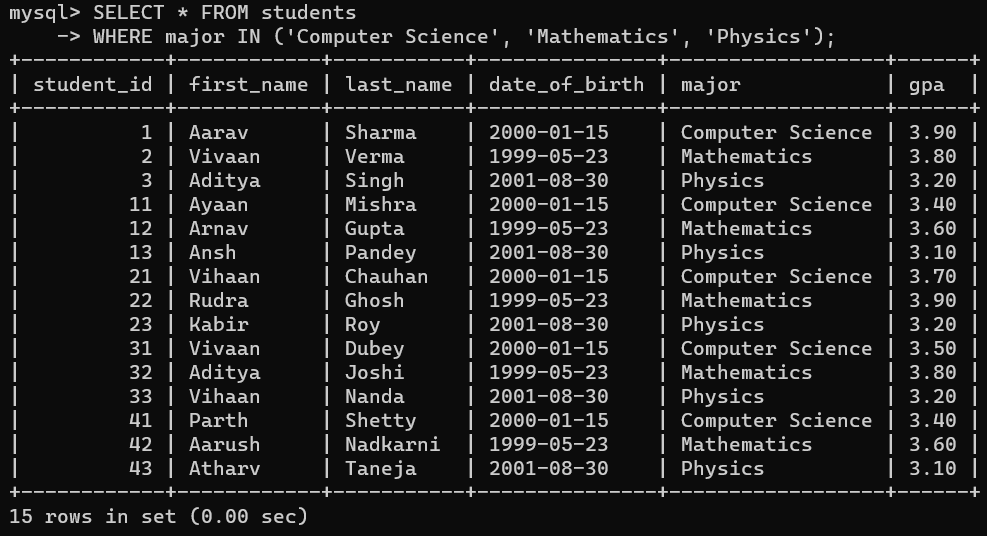 mysql> SELECT * FROM students
    -> WHERE major IN ('Computer Science', 'Mathematics', 'Physics');
+------------+------------+-----------+---------------+------------------+------+
| student_id | first_name | last_name | date_of_birth | major            | gpa  |
+------------+------------+-----------+---------------+------------------+------+
|          1 | Aarav      | Sharma    | 2000-01-15    | Computer Science | 3.90 |
|          2 | Vivaan     | Verma     | 1999-05-23    | Mathematics      | 3.80 |
|          3 | Aditya     | Singh     | 2001-08-30    | Physics          | 3.20 |
|         11 | Ayaan      | Mishra    | 2000-01-15    | Computer Science | 3.40 |
|         12 | Arnav      | Gupta     | 1999-05-23    | Mathematics      | 3.60 |
|         13 | Ansh       | Pandey    | 2001-08-30    | Physics          | 3.10 |
|         21 | Vihaan     | Chauhan   | 2000-01-15    | Computer Science | 3.70 |
|         22 | Rudra      | Ghosh     | 1999-05-23    | Mathematics      | 3.90 |
|         23 | Kabir      | Roy       | 2001-08-30    | Physics          | 3.20 |
|         31 | Vivaan     | Dubey     | 2000-01-15    | Computer Science | 3.50 |
|         32 | Aditya     | Joshi     | 1999-05-23    | Mathematics      | 3.80 |
|         33 | Vihaan     | Nanda     | 2001-08-30    | Physics          | 3.20 |
|         41 | Parth      | Shetty    | 2000-01-15    | Computer Science | 3.40 |
|         42 | Aarush     | Nadkarni  | 1999-05-23    | Mathematics      | 3.60 |
|         43 | Atharv     | Taneja    | 2001-08-30    | Physics          | 3.10 |
+------------+------------+-----------+---------------+------------------+------+
15 rows in set (0.00 sec)